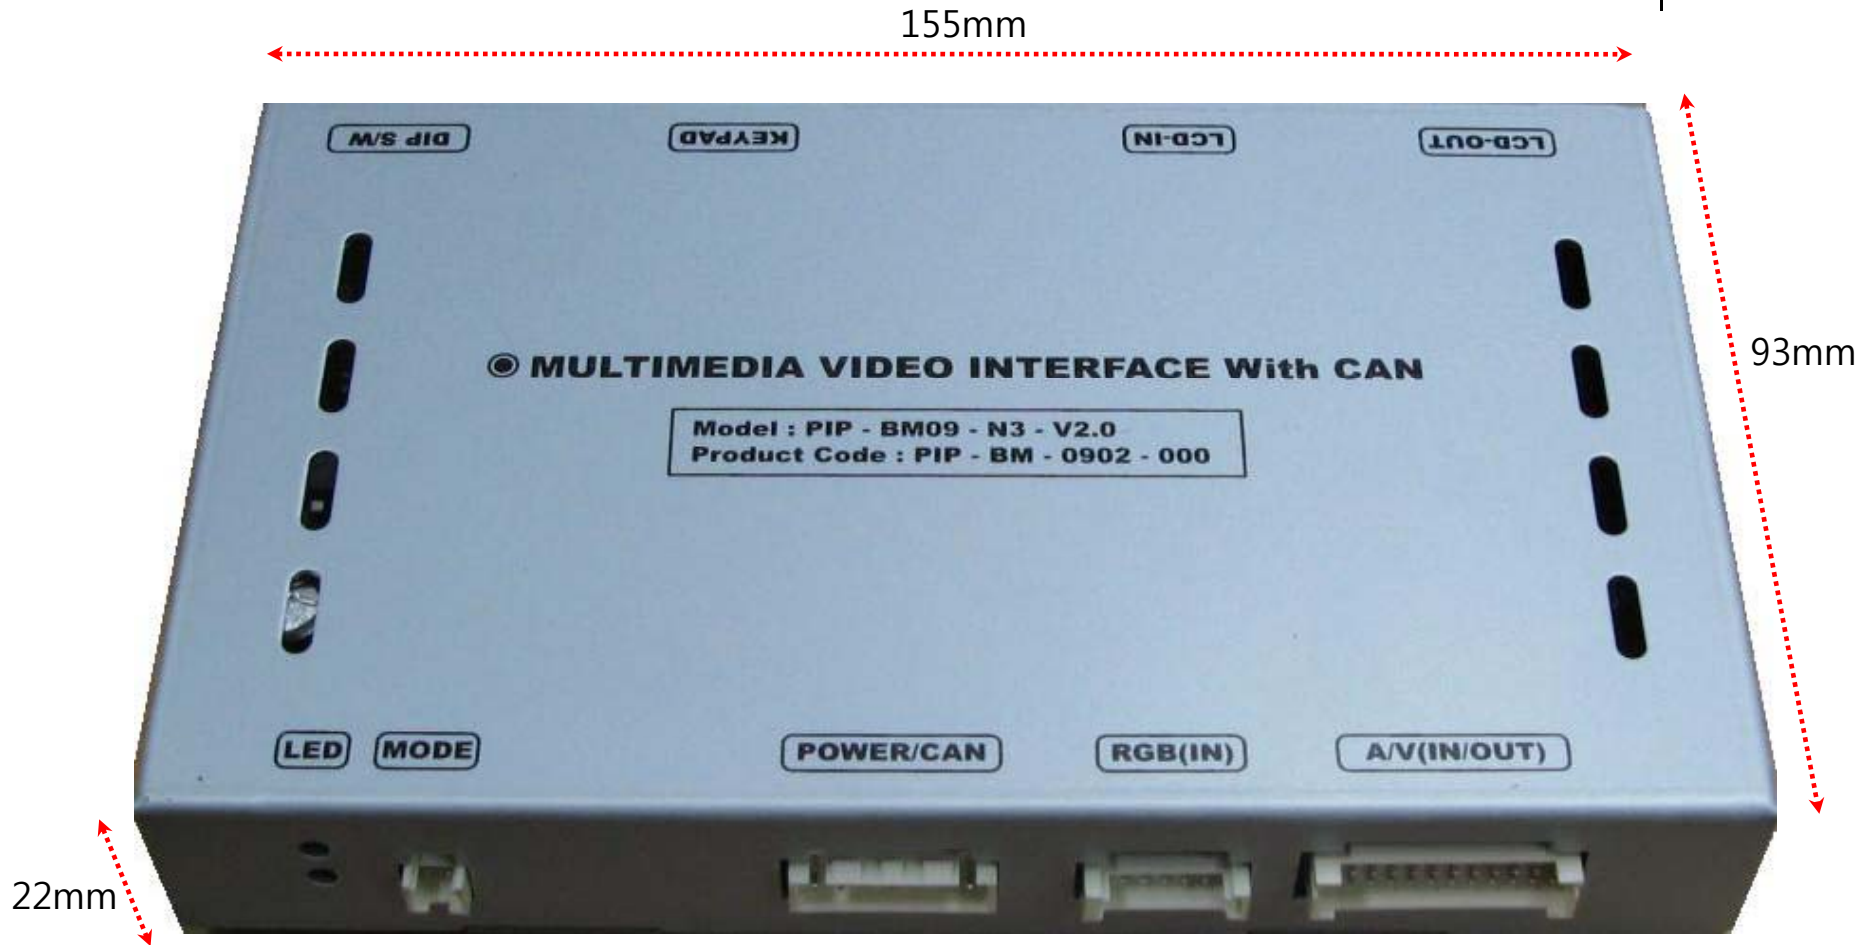 155mm
DIP S/W
KEYPAD
LCD-IN
LCD-OUT
MULTIMEDIA VIDEO INTERFACE With CAN
93mm
Model : PIP - BM09 - N3 - V2.0
Product Code : PIP - BM - 0902 - 000
LED
MODE
POWER/CAN
RGB(IN)
A/V(IN/OUT)
22mm